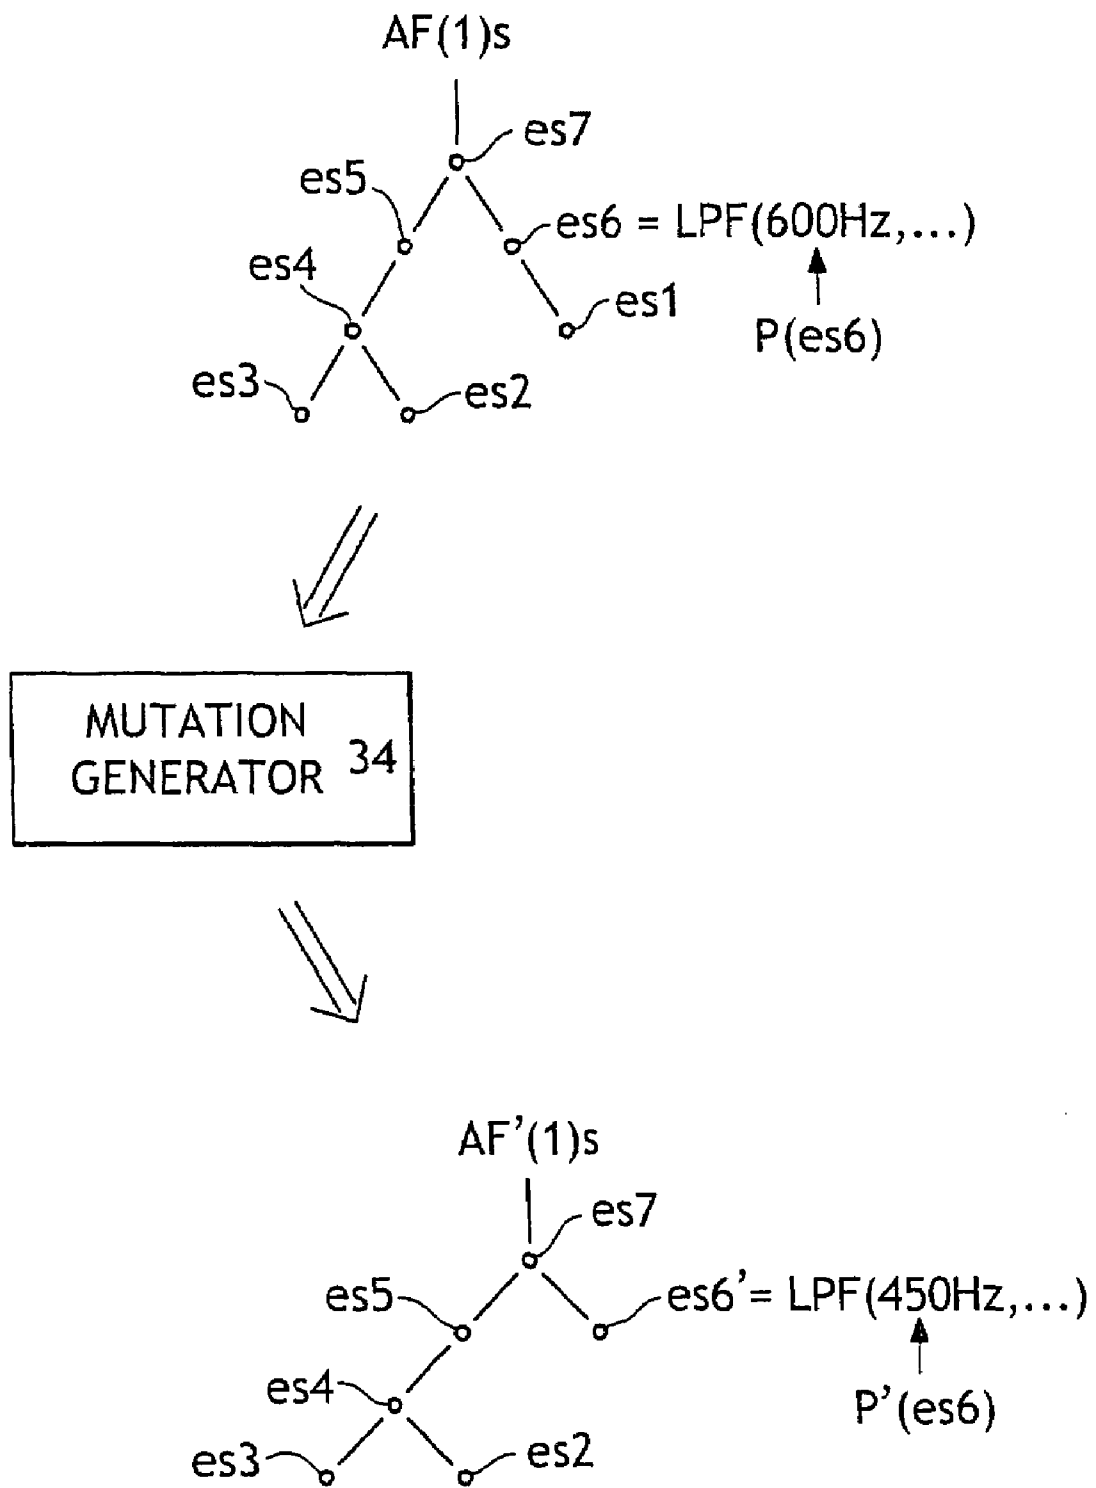 AF(1)s
es7
es5
es6 = LPF(600Hz,...)
es4
es1
P(es6)
es3
es2
MUTATION
GENERATOR 34
AF'(1)s
es7
es5
es6'= LPF(450Hz,...)
es4
P'(es6)
es3
es2